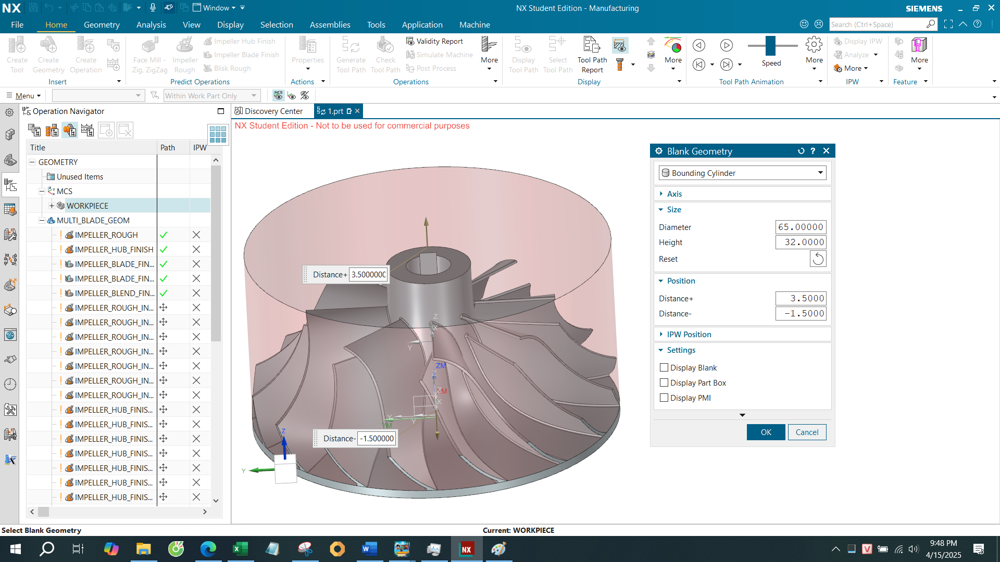 NX
Window
NX Student Edition - Manufacturing
SIEMENS
File
Home
Geometry
Analysis
View
Display
Selection
Assemblies
Tools
Application
Machine
Search (Ctrl+Space)
Create Tool
Create Geometry
Create Operation
Insert
Face Mill - Zig, ZigZag
Impeller Rough
Impeller Hub Finish
Impeller Blade Finish
Blisk Rough
Predict Operations
Properties
Actions
Generate Tool Path
Check Tool Path
Validity Report
Simulate Machine
Post Process
More
Operations
Display Tool Path
Select Tool Path
Tool Path Report
More
Display
Speed
More
Tool Path Animation
Display IPW
Analyze
More
IPW
More
Feature
Menu
Within Work Part Only
MCS
Operation Navigator
Discovery Center
1.prt
NX Student Edition - Not to be used for commercial purposes
Title
Path
IPW
GEOMETRY
Unused Items
MCS
WORKPIECE
MULTI_BLADE_GEOM
IMPELLER_ROUGH
IMPELLER_HUB_FINISH
IMPELLER_BLADE_FIN...
IMPELLER_BLADE_FIN...
IMPELLER_BLEND_FIN...
IMPELLER_ROUGH_IN...
IMPELLER_ROUGH_IN...
IMPELLER_ROUGH_IN...
IMPELLER_ROUGH_IN...
IMPELLER_ROUGH_IN...
IMPELLER_ROUGH_IN...
IMPELLER_ROUGH_IN...
IMPELLER_HUB_FINIS...
IMPELLER_HUB_FINIS...
IMPELLER_HUB_FINIS...
IMPELLER_HUB_FINIS...
IMPELLER_HUB_FINIS...
IMPELLER_HUB_FINIS...
IMPELLER_HUB_FINIS...
Distance+ 3.5000000
Z
X
Y
ZM
Z
ZM
X
X
Y
YM
Distance- -1.500000
Z
Y
Blank Geometry
Bounding Cylinder
Axis
Size
Diameter 65.00000
Height 32.0000
Reset
Position
Distance+ 3.5000
Distance- -1.5000
IPW Position
Settings
Display Blank
Display Part Box
Display PMI
OK
Cancel
Select Blank Geometry
Current: WORKPIECE
NX
V
9:48 PM
4/15/2025